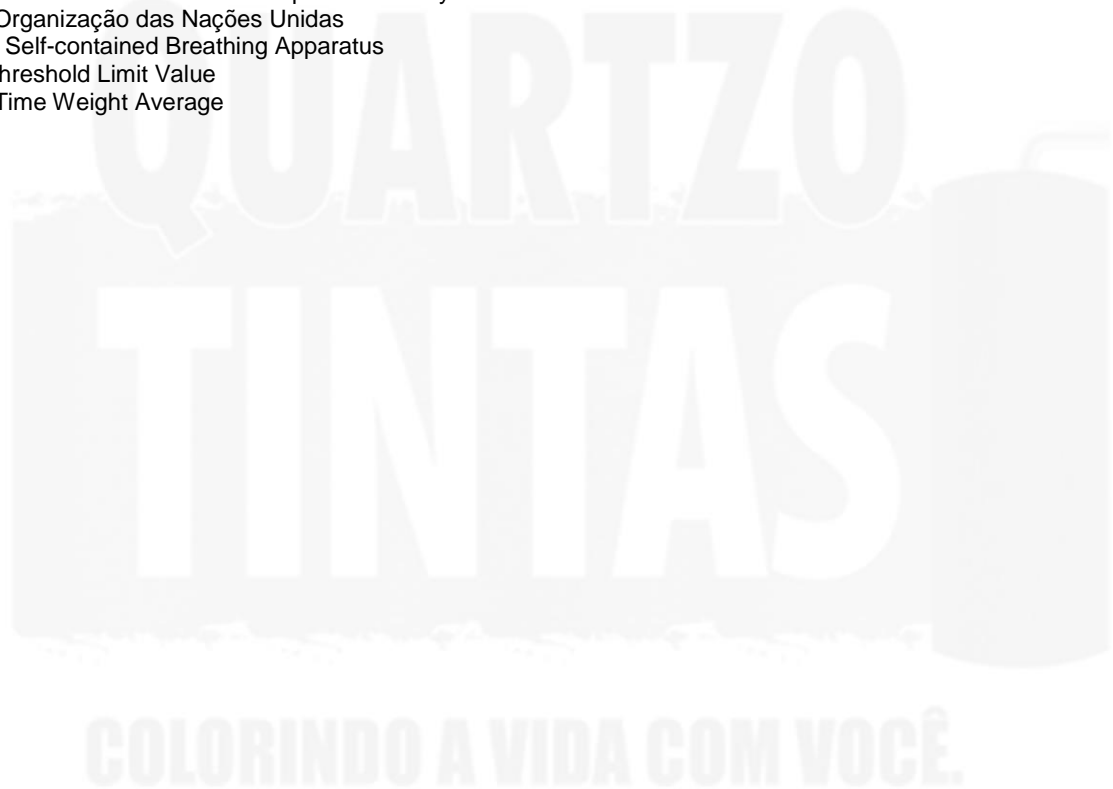 Organização das Nações Unidas
Self-contained Breathing Apparatus
hreshold Limit Value
Time Weight Average
QUARTZO
TINTAS
COLORINDO A VIDA COM VOCÊ.